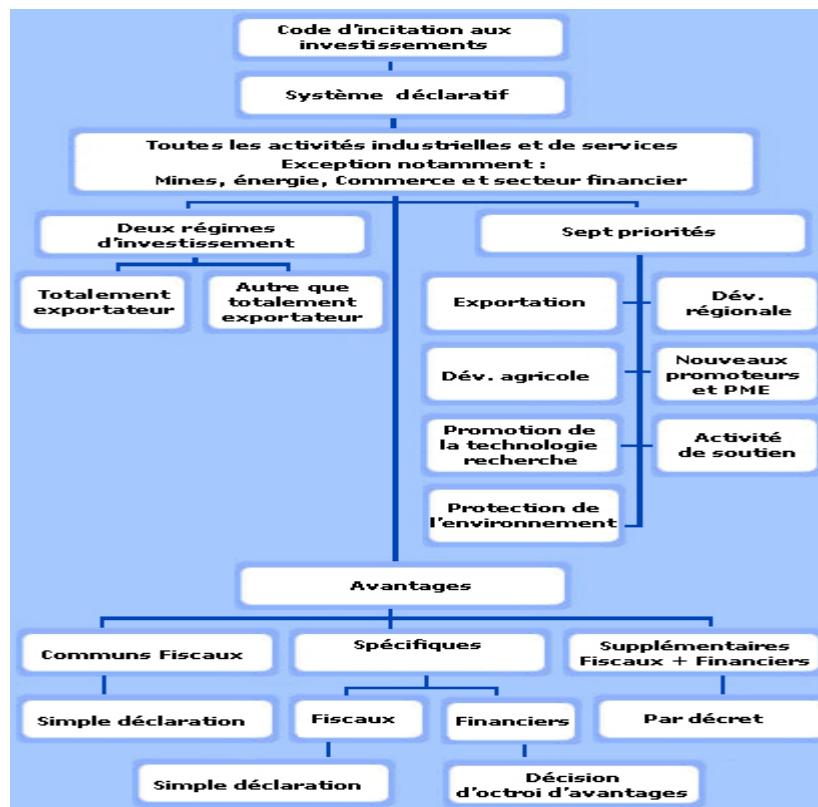 Code d'incitation aux
investissements
Système déclaratif
Toutes les activités industrielles et de services
Exception notamment :
Mines, énergie, Commerce et secteur financier
Deux régimes
d'investissement
Sept priorités
Totalement
exportateur
Autre que
totalement
exportateur
Exportation
Dév.
régionale
Dév. agricole
Nouveaux
promoteurs
et PME
Promotion de
la technologie
recherche
Activité
de soutien
Protection de
l'environnement
Avantages
Communs Fiscaux
Spécifiques
Supplémentaires
Fiscaux + Financiers
Simple déclaration
Fiscaux
Financiers
Par décret
Simple déclaration
Décision
d'octroi d'avantages